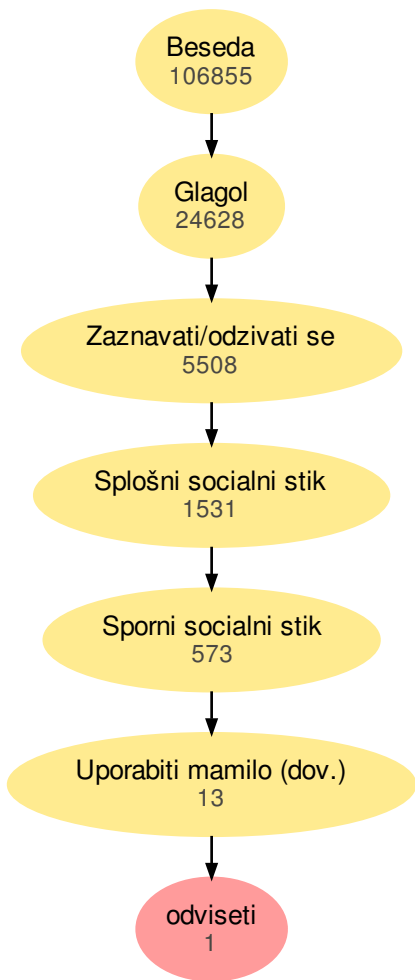 Beseda
106855
Glagol
24628
Zaznavati/odzivati se
5508
Splošni socialni stik
1531
Sporni socialni stik
573
Uporabiti mamilo (dov.)
13
odviseti
1